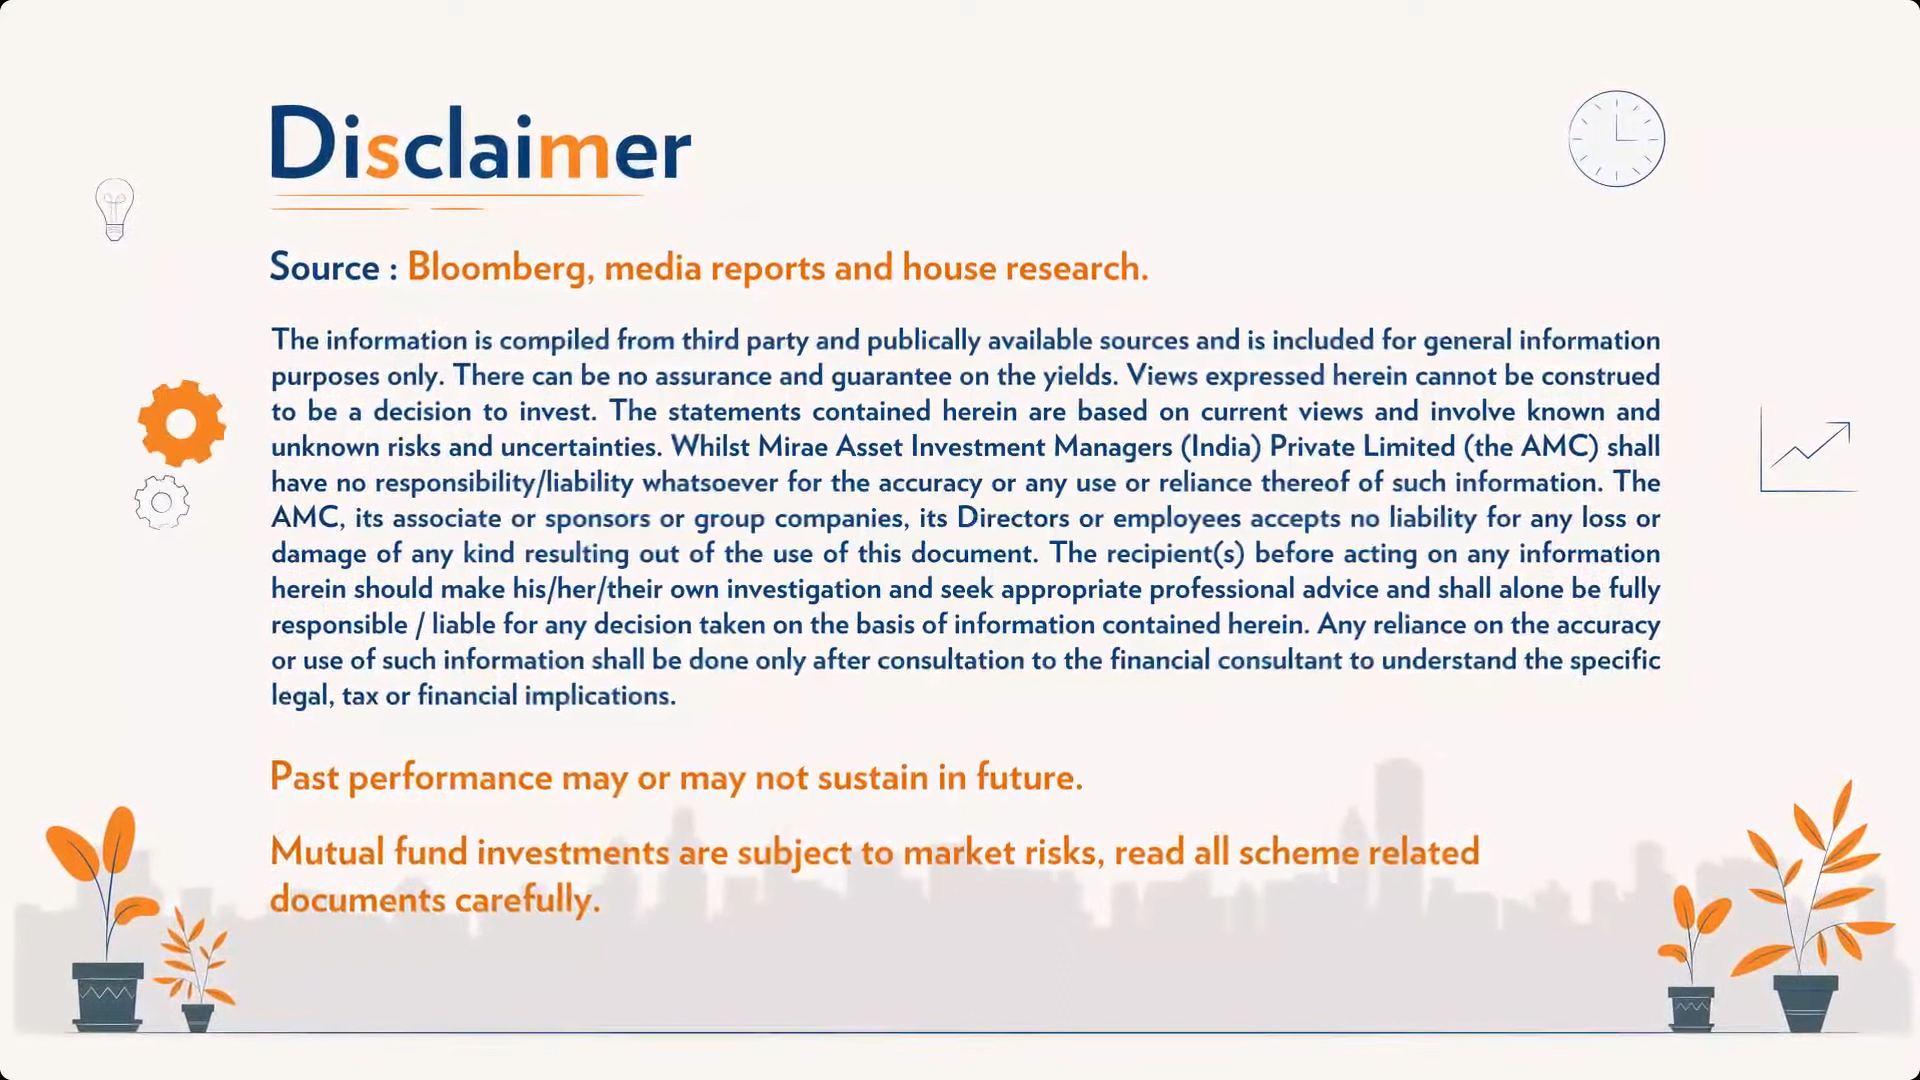 Disclaimer
Source : Bloomberg, media reports and house research.
The information is compiled from third party and publically available sources and is included for general information
purposes only. There can be no assurance and guarantee on the yields. Views expressed herein cannot be construed
to be a decision to invest. The statements contained herein are based on current views and involve known and
unknown risks and uncertainties. Whilst Mirae Asset Investment Managers (India) Private Limited (the AMC) shall
have no responsibility/liability whatsoever for the accuracy or any use or reliance thereof of such information. The
AMC, its associate or sponsors or group companies, its Directors or employees accepts no liability for any loss or
damage of any kind resulting out of the use of this document. The recipient(s) before acting on any information
herein should make his/her/their own investigation and seek appropriate professional advice and shall alone be fully
responsible / liable for any decision taken on the basis of information contained herein. Any reliance on the accuracy
or use of such information shall be done only after consultation to the financial consultant to understand the specific
legal, tax or financial implications.
Past performance may or may not sustain in future.
Mutual fund investments are subject to market risks, read all scheme related
documents carefully.